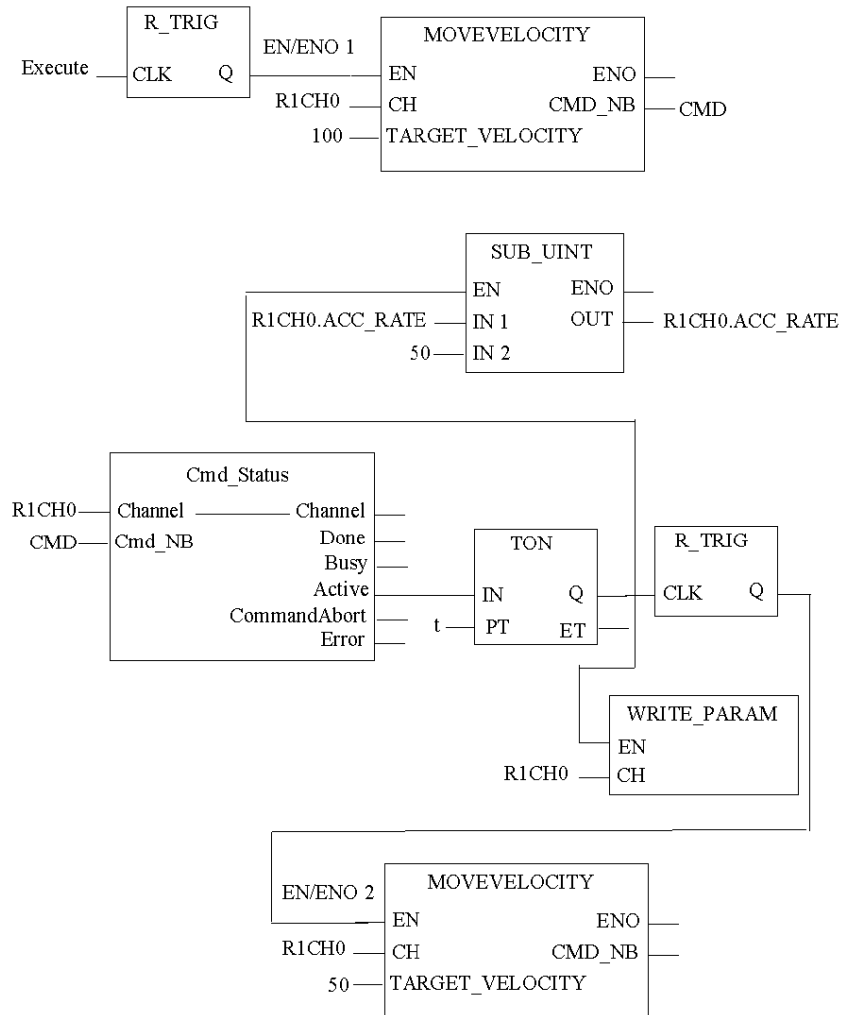 R_TRIG
Execute
CLK
Q
EN/ENO 1
MOVEVELOCITY
EN
ENO
R1CH0
CH
CMD_NB
CMD
100
TARGET_VELOCITY
SUB_UINT
EN
ENO
R1CH0.ACC_RATE
IN 1
OUT
R1CH0.ACC_RATE
50
IN 2
Cmd_Status
R1CH0
Channel
Channel
CMD
Cmd_NB
Done
Busy
Active
CommandAbort
Error
TON
IN
Q
t
PT
ET
R_TRIG
CLK
Q
WRITE_PARAM
EN
R1CH0
CH
EN/ENO 2
MOVEVELOCITY
EN
ENO
R1CH0
CH
CMD_NB
50
TARGET_VELOCITY